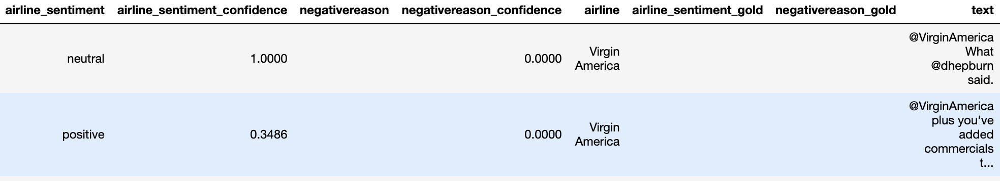 airline_sentiment airline_sentiment_confidence negativereason negativereason_confidence airline airline_sentiment_gold negativereason_gold text
neutral 1.0000 0.0000 Virgin America @VirginAmerica What @dhepburn said.
positive 0.3486 0.0000 Virgin America @VirginAmerica plus you've added commercials t...